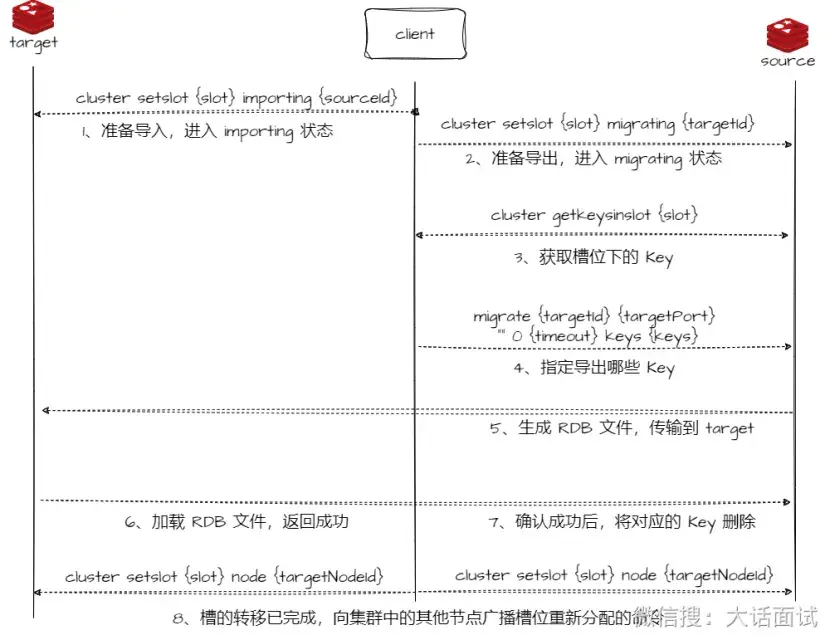 target
client
source
cluster setslot {slot} importing {sourceId}
1、准备导入，进入 importing 状态
cluster setslot {slot} migrating {targetId}
2、准备导出，进入 migrating 状态
cluster getkeysinslot {slot}
3、获取槽位下的 Key
migrate {targetId} {targetPort}
"" 0 {timeout} keys {keys}
4、指定导出哪些 Key
5、生成 RDB 文件，传输到 target
6、加载 RDB 文件，返回成功
7、确认成功后，将对应的 Key 删除
cluster setslot {slot} node {targetNodeId}
cluster setslot {slot} node {targetNodeId}
8、槽的转移已完成，向集群中的其他节点广播槽位重新分配的命令
微信搜：大话面试